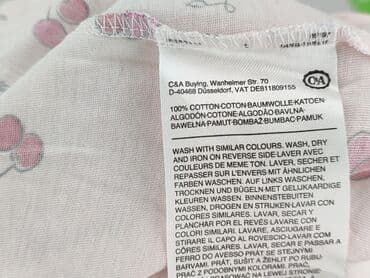 C&A Buying, Wanheimer Str. 70
D-40468 Düsseldorf, VAT DE811809155
C&A
100% COTTON-COTON-BAUMWOLLE-KATOEN
ALGODÓN-COTONE-ALGODÃO-BAVLNA-
BAWEŁNA-PAMUT-BOMBAŽ-BUMBAC-PAMUK
WASH WITH SIMILAR COLOURS. WASH, DRY
AND IRON ON REVERSE SIDE-LAVER AVEC
COULEURS DE MEME TON. LAVER, SECHER ET
REPASSER SUR L'ENVERS-MIT ÄHNLICHEN
FARBEN WASCHEN. AUF LINKS WASCHEN,
TROCKNEN UND BÜGELN-MET GELIJKAARDIGE
KLEUREN WASSEN. BINNENSTEBUITEN
WASSEN, DROGEN EN STRIJKEN-LAVAR CON
COLORES SIMILARES. LAVAR, SECAR Y
PLANCHAR POR EL REVÉS-LAVARE CON
COLORI SIMILARI. LAVARE, ASCIUGARE E
STIRARE IL CAPO AL ROVESCIO-LAVAR COM
CÔRES SIMILARES. LAVAR, SECAR E PASSAR A
FERRO DO AVESSO-PRÁT SE STEJNÝMI
BARVAMI. PRÁT, SUŠIT A ŽEHLIT PO RUBU-
PRAĆ Z PODOBNYMI KOLORAMI. PRAĆ,